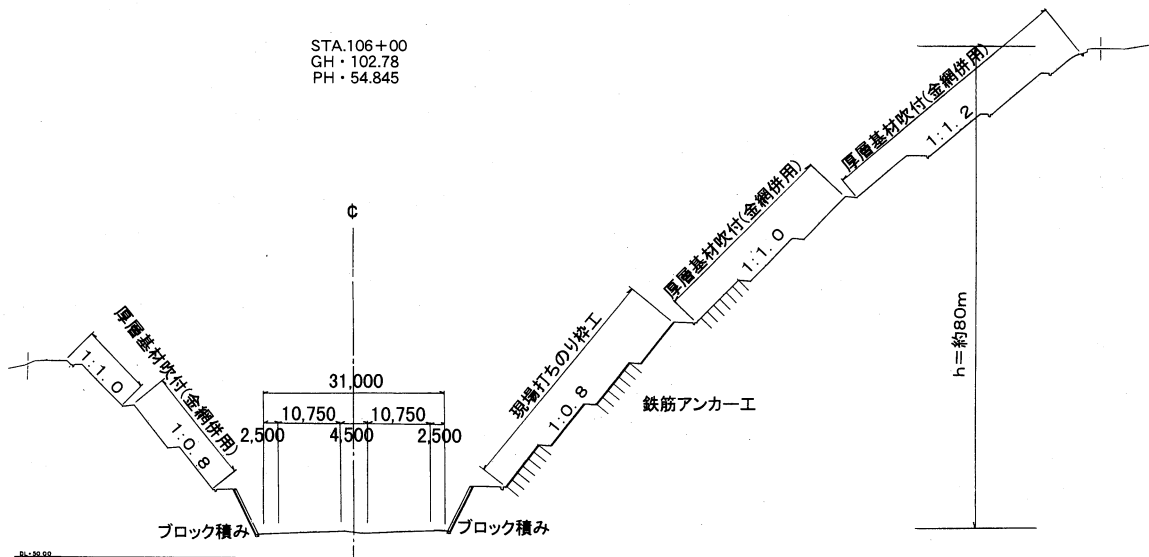 STA.106+00
GH・102.78
PH・54.845
厚層基材吹付(金網併用)
1:1.2
厚層基材吹付(金網併用)
1:1.0
h=約80m
現場打ちのり枠工
1:0.8
鉄筋アンカー工
℄
厚層基材吹付(金網併用)
1:1.0
1:0.8
31,000
10,750 10,750
2,500 4,500 2,500
ブロック積み
ブロック積み
DL=50.00